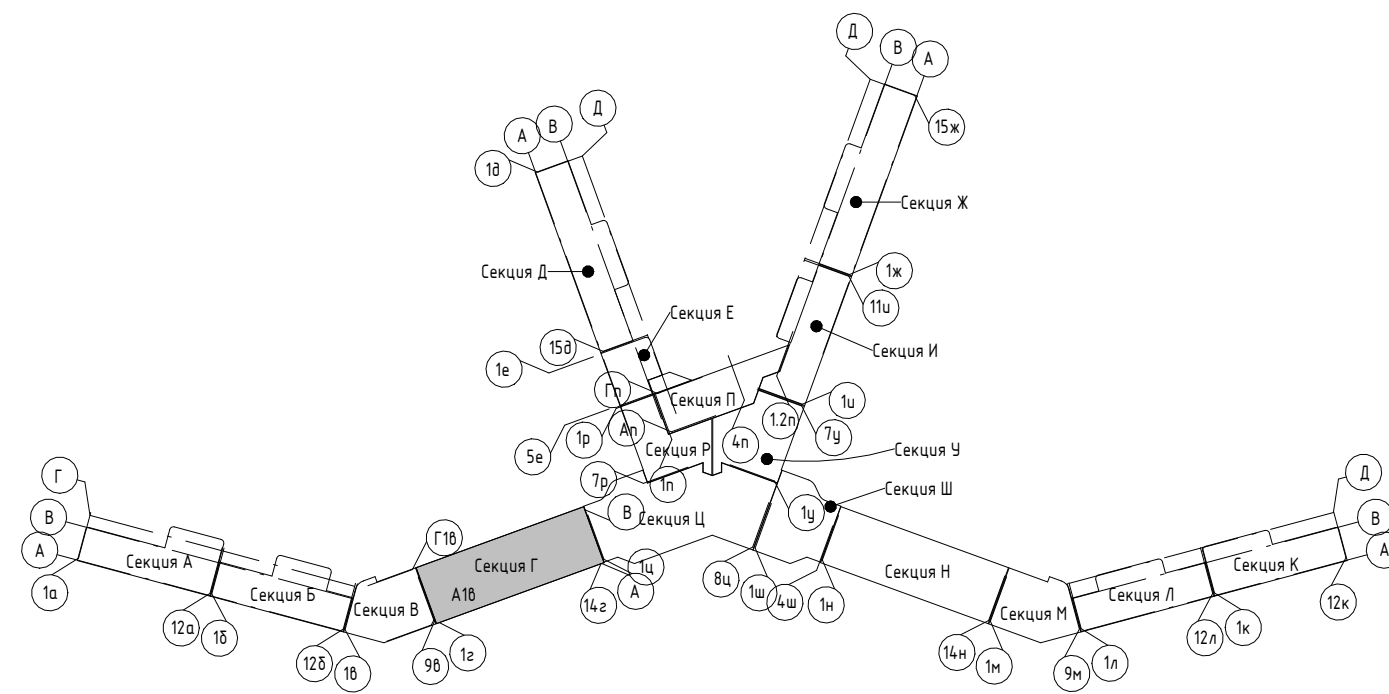 Д
В
А
Д
В
А
15ж
1д
Секция Ж
Секция Д
1ж
11и
Секция Е
15д
Секция И
1е
Гп
Секция П
1и
1.2п
Ап
1р
4п
7у
5е
Секция Р
Секция У
Г
7р
1п
Д
Секция Ш
В
В
Секция Ц
1у
В
А
Г1в
А
Секция А
Секция Г
1ц
8ц
Секция Н
Секция К
1а
Секция Б
Секция В
А1в
14г
А
1ш
4ш
1н
Секция М
Секция Л
12к
12а
1б
12л
1к
12б
1в
9в
1г
14н
1м
9м
1л